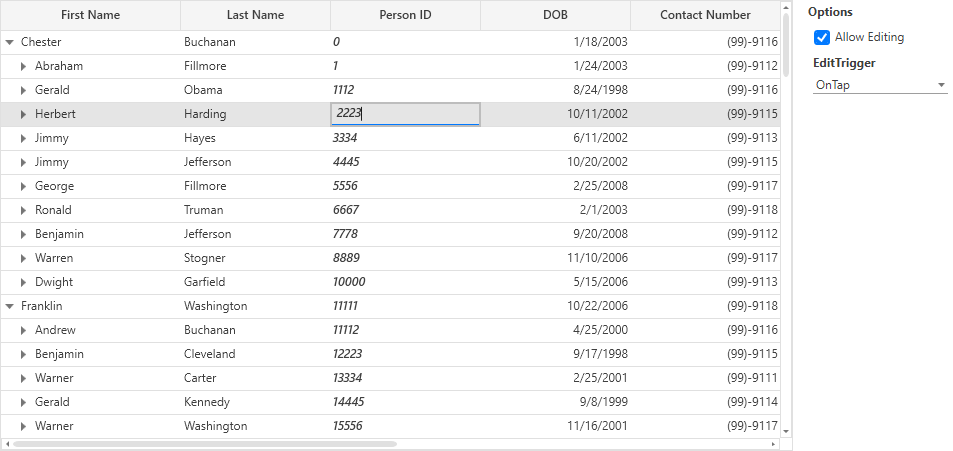 First Name Last Name Person ID DOB Contact Number
Chester Buchanan 0 1/18/2003 (99)-9116
Abraham Fillmore 1 1/24/2003 (99)-9112
Gerald Obama 1112 8/24/1998 (99)-9116
Herbert Harding 2223 10/11/2002 (99)-9115
Jimmy Hayes 3334 6/11/2002 (99)-9113
Jimmy Jefferson 4445 10/20/2002 (99)-9115
George Fillmore 5556 2/25/2008 (99)-9117
Ronald Truman 6667 2/1/2003 (99)-9118
Benjamin Jefferson 7778 9/20/2008 (99)-9112
Warren Stogner 8889 11/10/2006 (99)-9117
Dwight Garfield 10000 5/15/2006 (99)-9113
Franklin Washington 11111 10/22/2006 (99)-9118
Andrew Buchanan 11112 4/25/2000 (99)-9116
Benjamin Cleveland 12223 9/17/1998 (99)-9115
Warner Carter 13334 2/25/2001 (99)-9111
Gerald Kennedy 14445 9/8/1999 (99)-9114
Warner Washington 15556 11/16/2001 (99)-9117
Options
Allow Editing
EditTrigger
OnTap